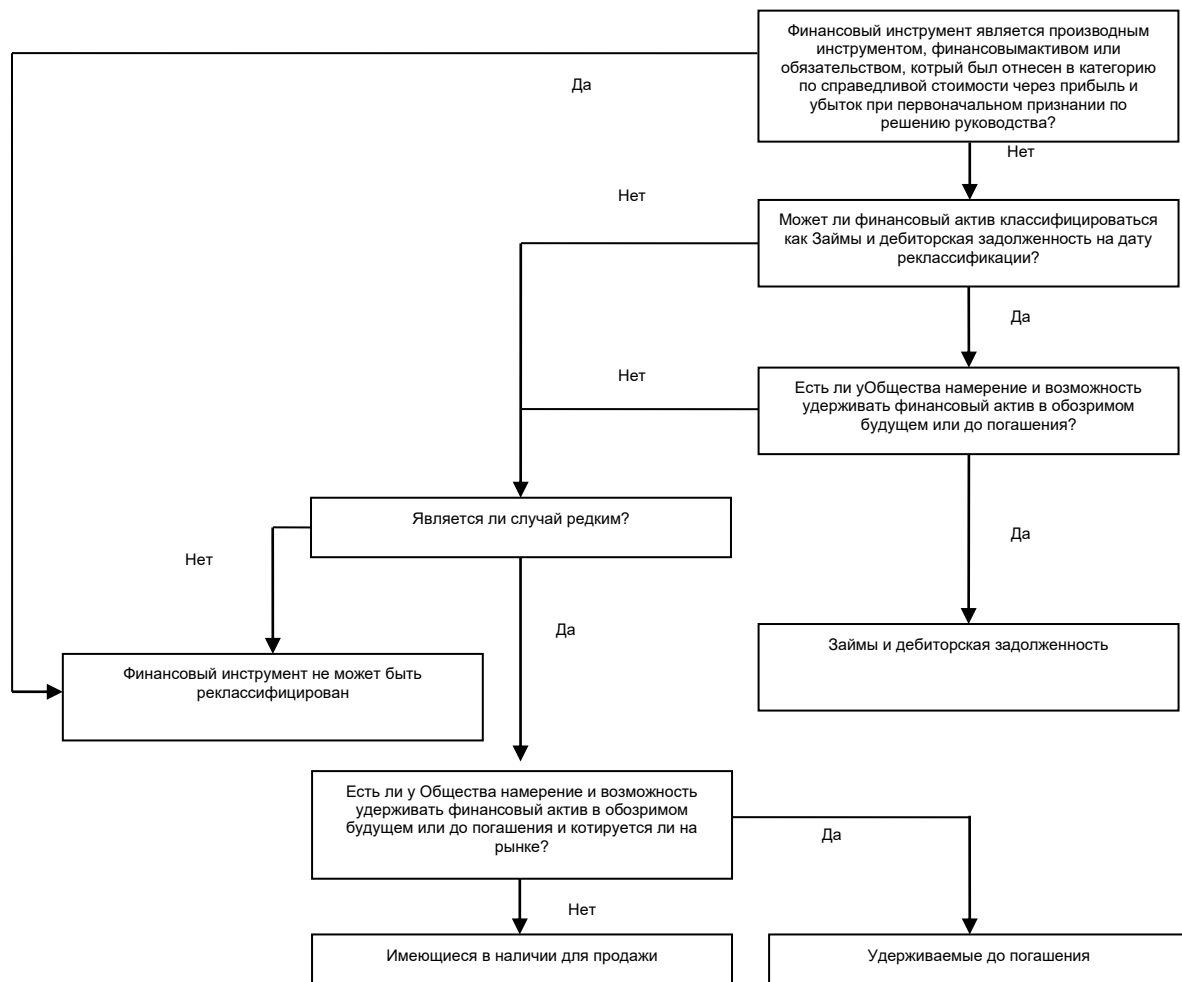 Финансовый инструмент является производным
инструментом, финансовымактивом или
обязательством, котрый был отнесен в категорию
по справедливой стоимости через прибыль и
убыток при первоначальном признании по
решению руководства?
Да
Нет
Нет
Может ли финансовый актив классифицироваться
как Займы и дебиторская задолженность на дату
реклассификации?
Да
Нет
Есть ли уОбщества намерение и возможность
удерживать финансовый актив в обозримом
будущем или до погашения?
Является ли случай редким?
Да
Нет
Да
Займы и дебиторская задолженность
Финансовый инструмент не может быть
реклассифицирован
Есть ли у Общества намерение и возможность
удерживать финансовый актив в обозримом
будущем или до погашения и котируется ли на
рынке?
Да
Нет
Имеющиеся в наличии для продажи
Удерживаемые до погашения